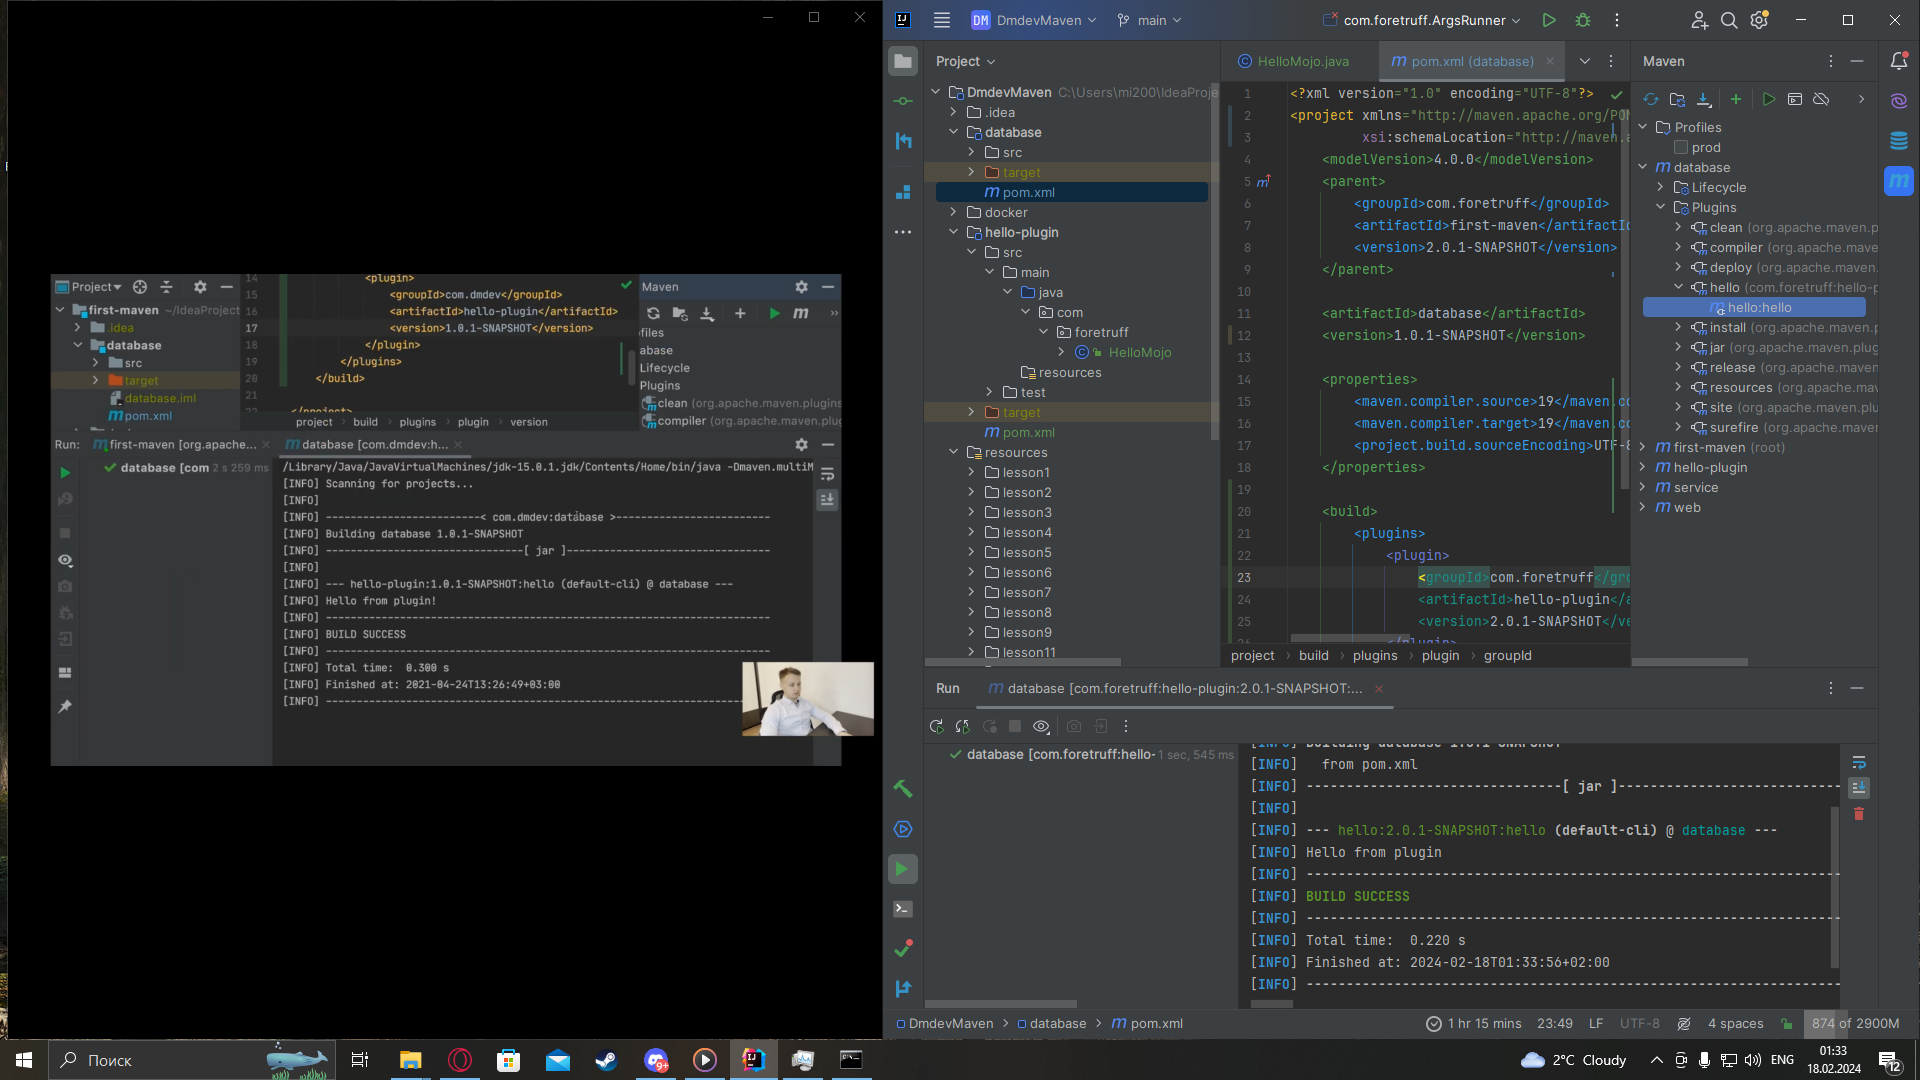 Project
first-maven ~/IdeaProject
.idea
database
src
target
database.iml
pom.xml
14 <plugin>
15 <groupId>com.dmdev</groupId>
16 <artifactId>hello-plugin</artifactId>
17 <version>1.0.1-SNAPSHOT</version>
18 </plugin>
19 </plugins>
20 </build>
21
project › build › plugins › plugin › version
Maven
files
abase
Lifecycle
Plugins
clean (org.apache.maven.plugins
compiler (org.apache.maven
Run: first-maven [org.apache... × database [com.dmdev:h... ×
database [com 2 s 259 ms
/Library/Java/JavaVirtualMachines/jdk-15.0.1.jdk/Contents/Home/bin/java -Dmaven.multiM
[INFO] Scanning for projects...
[INFO]
[INFO] ------------------------< com.dmdev:database >------------------------
[INFO] Building database 1.0.1-SNAPSHOT
[INFO] -------------------------------[ jar ]--------------------------------
[INFO]
[INFO] --- hello-plugin:1.0.1-SNAPSHOT:hello (default-cli) @ database ---
[INFO] Hello from plugin!
[INFO] ----------------------------------------------------------------------
[INFO] BUILD SUCCESS
[INFO] ----------------------------------------------------------------------
[INFO] Total time:  0.300 s
[INFO] Finished at: 2021-04-24T13:26:49+03:00
[INFO] ----------------------------------------------------------------
DM DmdevMaven main com.foretruff.ArgsRunner
Project
DmdevMaven C:\Users\mi200\IdeaProje
.idea
database
src
target
pom.xml
docker
hello-plugin
src
main
java
com
foretruff
HelloMojo
resources
test
target
pom.xml
resources
lesson1
lesson2
lesson3
lesson4
lesson5
lesson6
lesson7
lesson8
lesson9
lesson11
HelloMojo.java pom.xml (database) ×
1 <?xml version="1.0" encoding="UTF-8"?>
2 <project xmlns="http://maven.apache.org/PO
3 xsi:schemaLocation="http://maven.a
4 <modelVersion>4.0.0</modelVersion>
5 <parent>
6 <groupId>com.foretruff</groupId>
7 <artifactId>first-maven</artifactId
8 <version>2.0.1-SNAPSHOT</version>
9 </parent>
10
11 <artifactId>database</artifactId>
12 <version>1.0.1-SNAPSHOT</version>
13
14 <properties>
15 <maven.compiler.source>19</maven.co
16 <maven.compiler.target>19</maven.co
17 <project.build.sourceEncoding>UTF-8
18 </properties>
19
20 <build>
21 <plugins>
22 <plugin>
23 <groupId>com.foretruff</gro
24 <artifactId>hello-plugin</a
25 <version>2.0.1-SNAPSHOT</ve
26 </plugin>
project › build › plugins › plugin › groupId
Maven
Profiles
prod
database
Lifecycle
Plugins
clean (org.apache.maven.p
compiler (org.apache.mave
deploy (org.apache.maven.
hello (com.foretruff:hello-p
hello:hello
install (org.apache.maven.p
jar (org.apache.maven.plug
release (org.apache.maven.
resources (org.apache.mav
site (org.apache.maven.plu
surefire (org.apache.maven
first-maven (root)
hello-plugin
service
web
Run database [com.foretruff:hello-plugin:2.0.1-SNAPSHOT:... ×
database [com.foretruff:hello- 1 sec, 545 ms
[INFO] Building database 1.0.1-SNAPSHOT
[INFO]   from pom.xml
[INFO] -------------------------------[ jar ]---------------------------
[INFO]
[INFO] --- hello:2.0.1-SNAPSHOT:hello (default-cli) @ database ---
[INFO] Hello from plugin
[INFO] -----------------------------------------------------------------
[INFO] BUILD SUCCESS
[INFO] -----------------------------------------------------------------
[INFO] Total time:  0.220 s
[INFO] Finished at: 2024-02-18T01:33:56+02:00
[INFO] -----------------------------------------------------------------
DmdevMaven › database › pom.xml
1 hr 15 mins 23:49 LF UTF-8 4 spaces 874 of 2900M
Поиск
9+
2°C Cloudy
ENG
01:33
18.02.2024
12